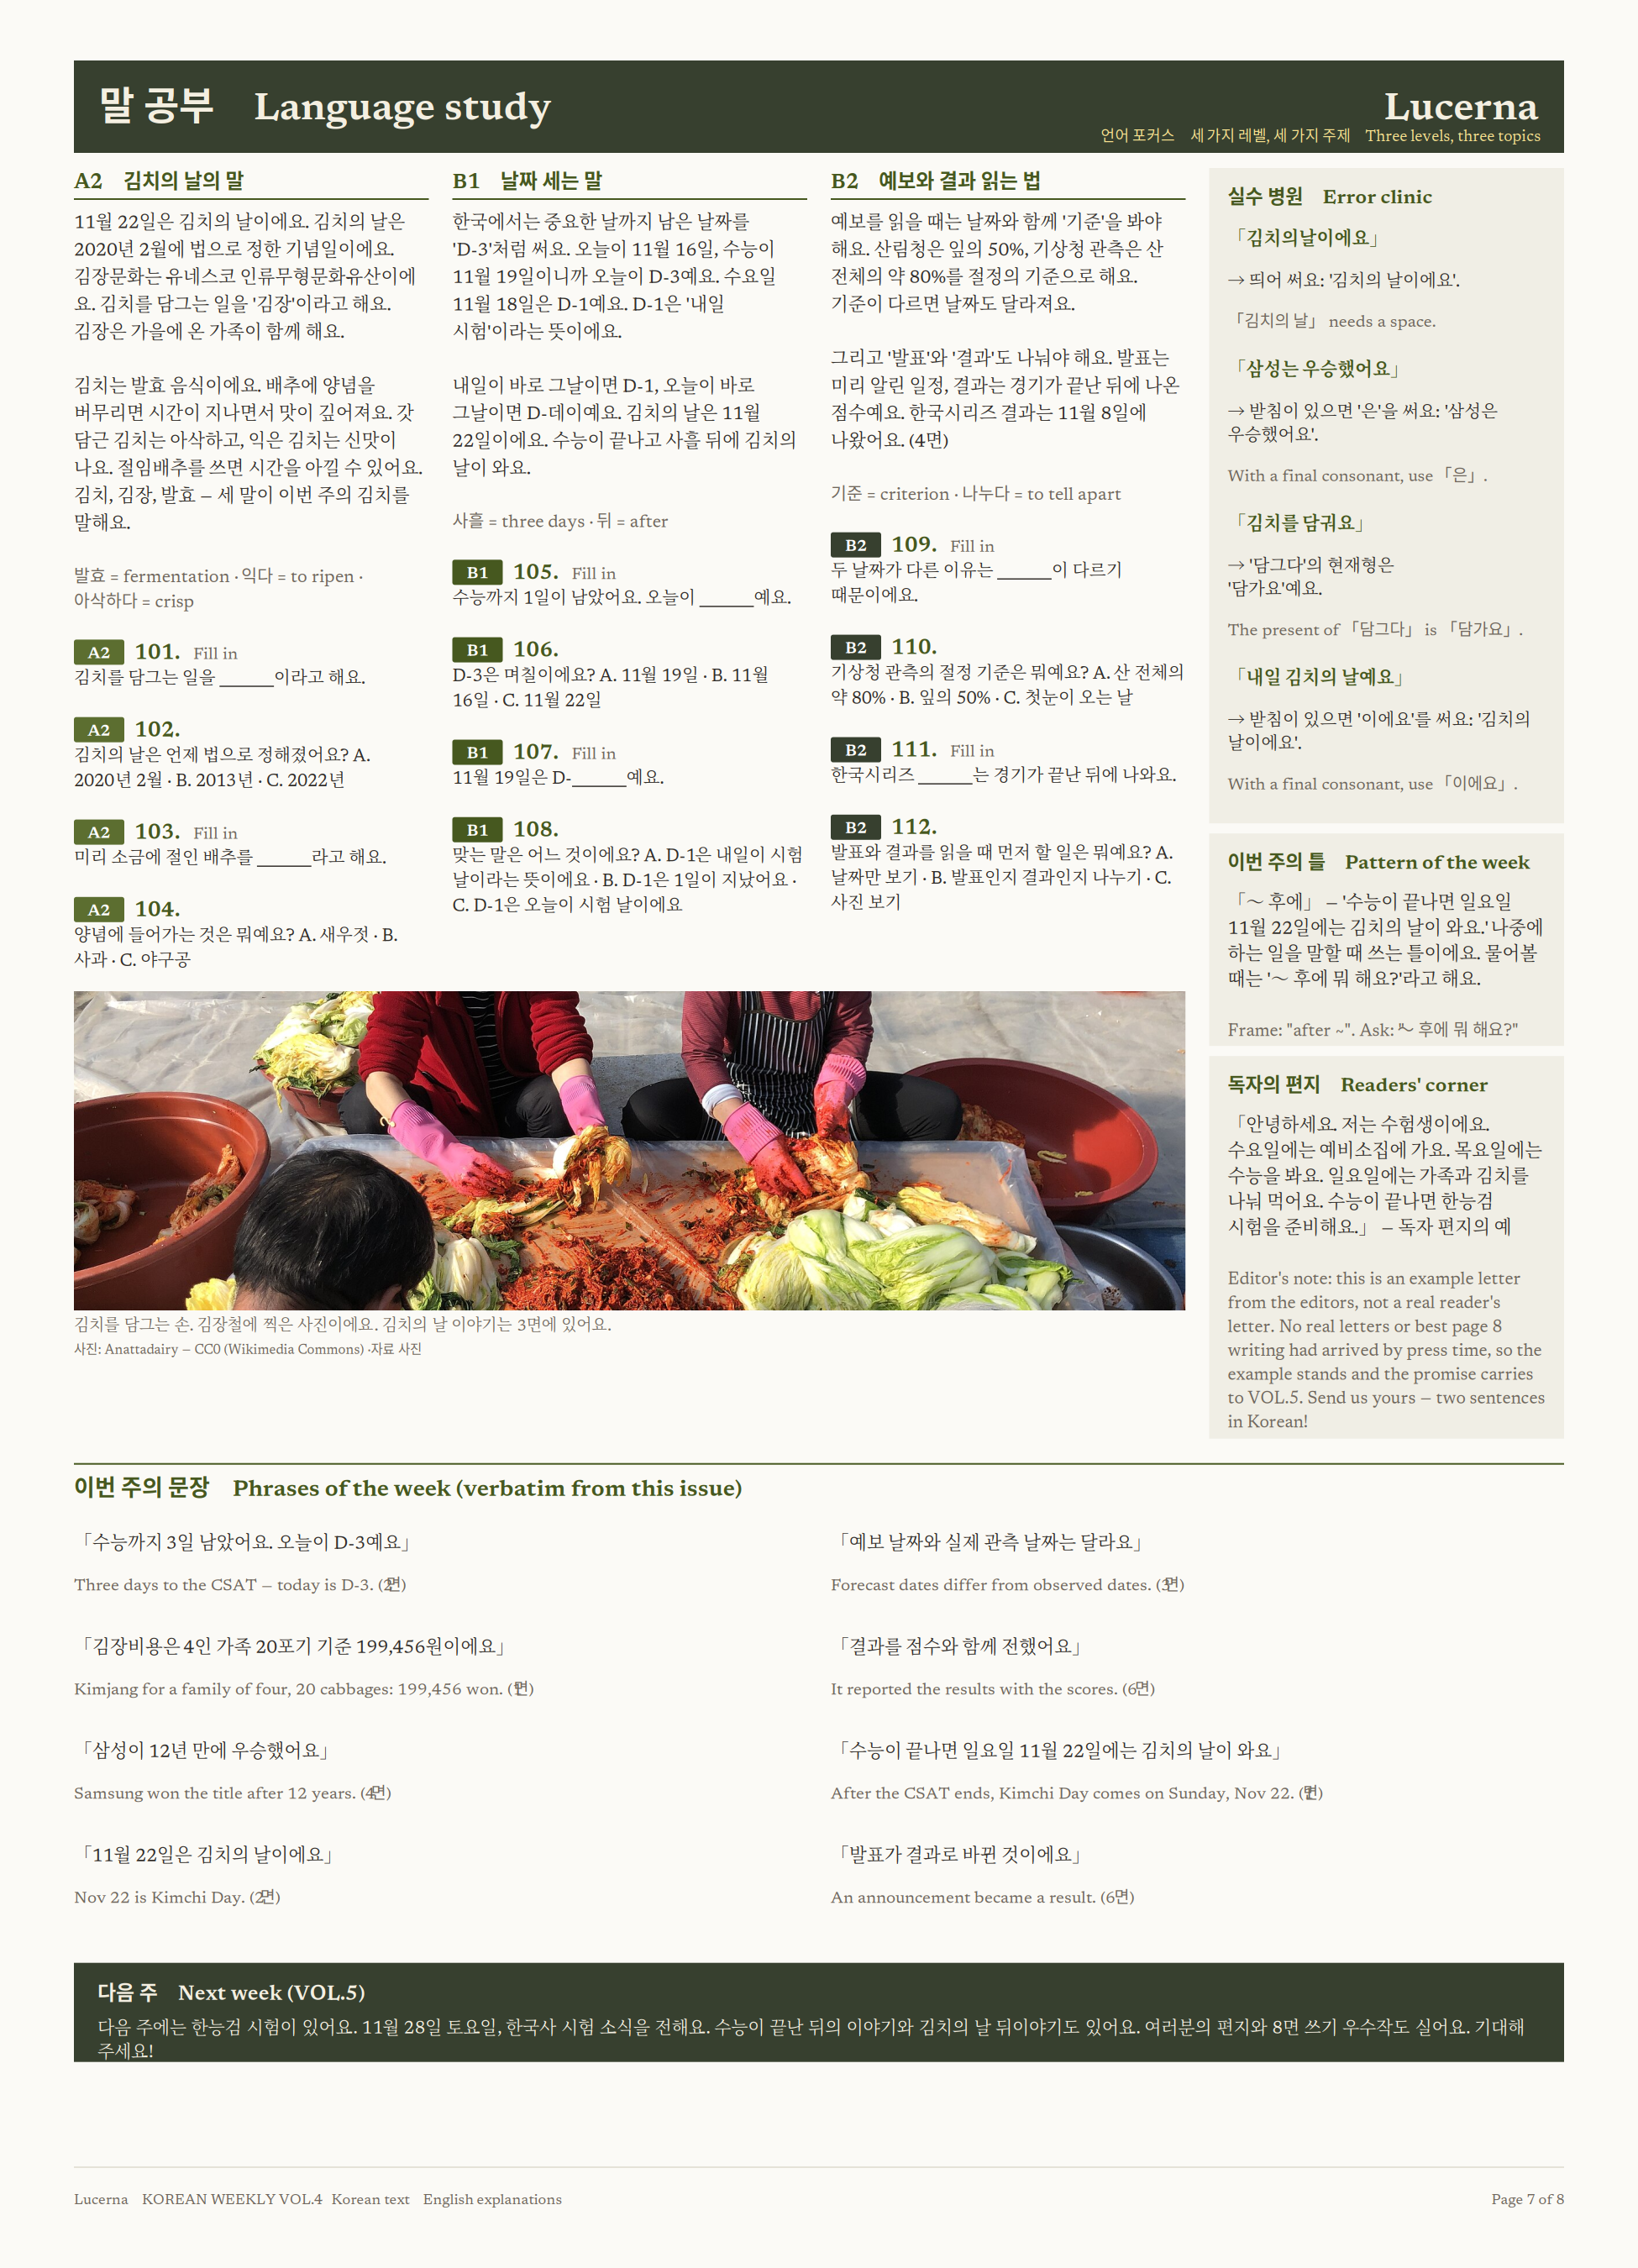 말 공부 Language study
Lucerna
언어 포커스 세 가지 레벨, 세 가지 주제 Three levels, three topics
A2 김치의 날의 말
11월 22일은 김치의 날이에요. 김치의 날은
2020년 2월에 법으로 정한 기념일이에요.
김장문화는 유네스코 인류무형문화유산이에
요. 김치를 담그는 일을 '김장'이라고 해요.
김장은 가을에 온 가족이 함께 해요.
김치는 발효 음식이에요. 배추에 양념을
버무리면 시간이 지나면서 맛이 깊어져요. 갓
담근 김치는 아삭하고, 익은 김치는 신맛이
나요. 절임배추를 쓰면 시간을 아낄 수 있어요.
김치, 김장, 발효 – 세 말이 이번 주의 김치를
말해요.
발효 = fermentation · 익다 = to ripen ·
아삭하다 = crisp
A2 101. Fill in
김치를 담그는 일을 ______이라고 해요.
A2 102.
김치의 날은 언제 법으로 정해졌어요? A.
2020년 2월 · B. 2013년 · C. 2022년
A2 103. Fill in
미리 소금에 절인 배추를 ______라고 해요.
A2 104.
양념에 들어가는 것은 뭐예요? A. 새우젓 · B.
사과 · C. 야구공
B1 날짜 세는 말
한국에서는 중요한 날까지 남은 날짜를
'D-3'처럼 써요. 오늘이 11월 16일, 수능이
11월 19일이니까 오늘이 D-3예요. 수요일
11월 18일은 D-1예요. D-1은 '내일
시험'이라는 뜻이에요.
내일이 바로 그날이면 D-1, 오늘이 바로
그날이면 D-데이예요. 김치의 날은 11월
22일이에요. 수능이 끝나고 사흘 뒤에 김치의
날이 와요.
사흘 = three days · 뒤 = after
B1 105. Fill in
수능까지 1일이 남았어요. 오늘이 ______예요.
B1 106.
D-3은 며칠이에요? A. 11월 19일 · B. 11월
16일 · C. 11월 22일
B1 107. Fill in
11월 19일은 D-______예요.
B1 108.
맞는 말은 어느 것이에요? A. D-1은 내일이 시험
날이라는 뜻이에요 · B. D-1은 1일이 지났어요 ·
C. D-1은 오늘이 시험 날이에요
B2 예보와 결과 읽는 법
예보를 읽을 때는 날짜와 함께 '기준'을 봐야
해요. 산림청은 잎의 50%, 기상청 관측은 산
전체의 약 80%를 절정의 기준으로 해요.
기준이 다르면 날짜도 달라져요.
그리고 '발표'와 '결과'도 나눠야 해요. 발표는
미리 알린 일정, 결과는 경기가 끝난 뒤에 나온
점수예요. 한국시리즈 결과는 11월 8일에
나왔어요. (4면)
기준 = criterion · 나누다 = to tell apart
B2 109. Fill in
두 날짜가 다른 이유는 ______이 다르기
때문이에요.
B2 110.
기상청 관측의 절정 기준은 뭐예요? A. 산 전체의
약 80% · B. 잎의 50% · C. 첫눈이 오는 날
B2 111. Fill in
한국시리즈 ______는 경기가 끝난 뒤에 나와요.
B2 112.
발표와 결과를 읽을 때 먼저 할 일은 뭐예요? A.
날짜만 보기 · B. 발표인지 결과인지 나누기 · C.
사진 보기
김치를 담그는 손. 김장철에 찍은 사진이에요. 김치의 날 이야기는 3면에 있어요.
사진: Anattadairy – CC0 (Wikimedia Commons) ·자료 사진
실수 병원 Error clinic
「김치의날이에요」
→ 띄어 써요: '김치의 날이에요'.
「김치의 날」 needs a space.
「삼성는 우승했어요」
→ 받침이 있으면 '은'을 써요: '삼성은
우승했어요'.
With a final consonant, use 「은」.
「김치를 담궈요」
→ '담그다'의 현재형은
'담가요'예요.
The present of 「담그다」 is 「담가요」.
「내일 김치의 날예요」
→ 받침이 있으면 '이에요'를 써요: '김치의
날이에요'.
With a final consonant, use 「이에요」.
이번 주의 틀 Pattern of the week
「～ 후에」 – '수능이 끝나면 일요일
11월 22일에는 김치의 날이 와요.' 나중에
하는 일을 말할 때 쓰는 틀이에요. 물어볼
때는 '～ 후에 뭐 해요?'라고 해요.
Frame: "after ~". Ask: "～ 후에 뭐 해요?"
독자의 편지 Readers' corner
「안녕하세요. 저는 수험생이에요.
수요일에는 예비소집에 가요. 목요일에는
수능을 봐요. 일요일에는 가족과 김치를
나눠 먹어요. 수능이 끝나면 한능검
시험을 준비해요.」 – 독자 편지의 예
Editor's note: this is an example letter
from the editors, not a real reader's
letter. No real letters or best page 8
writing had arrived by press time, so the
example stands and the promise carries
to VOL.5. Send us yours – two sentences
in Korean!
이번 주의 문장 Phrases of the week (verbatim from this issue)
「수능까지 3일 남았어요. 오늘이 D-3예요」
Three days to the CSAT – today is D-3. (2면)
「김장비용은 4인 가족 20포기 기준 199,456원이에요」
Kimjang for a family of four, 20 cabbages: 199,456 won. (면)
「삼성이 12년 만에 우승했어요」
Samsung won the title after 12 years. (4면)
「11월 22일은 김치의 날이에요」
Nov 22 is Kimchi Day. (2면)
「예보 날짜와 실제 관측 날짜는 달라요」
Forecast dates differ from observed dates. (3면)
「결과를 점수와 함께 전했어요」
It reported the results with the scores. (6면)
「수능이 끝나면 일요일 11월 22일에는 김치의 날이 와요」
After the CSAT ends, Kimchi Day comes on Sunday, Nov 22. (면)
「발표가 결과로 바뀐 것이에요」
An announcement became a result. (6면)
다음 주 Next week (VOL.5)
다음 주에는 한능검 시험이 있어요. 11월 28일 토요일, 한국사 시험 소식을 전해요. 수능이 끝난 뒤의 이야기와 김치의 날 뒤이야기도 있어요. 여러분의 편지와 8면 쓰기 우수작도 실어요. 기대해
주세요!
Lucerna KOREAN WEEKLY VOL.4 Korean text English explanations
Page 7 of 8